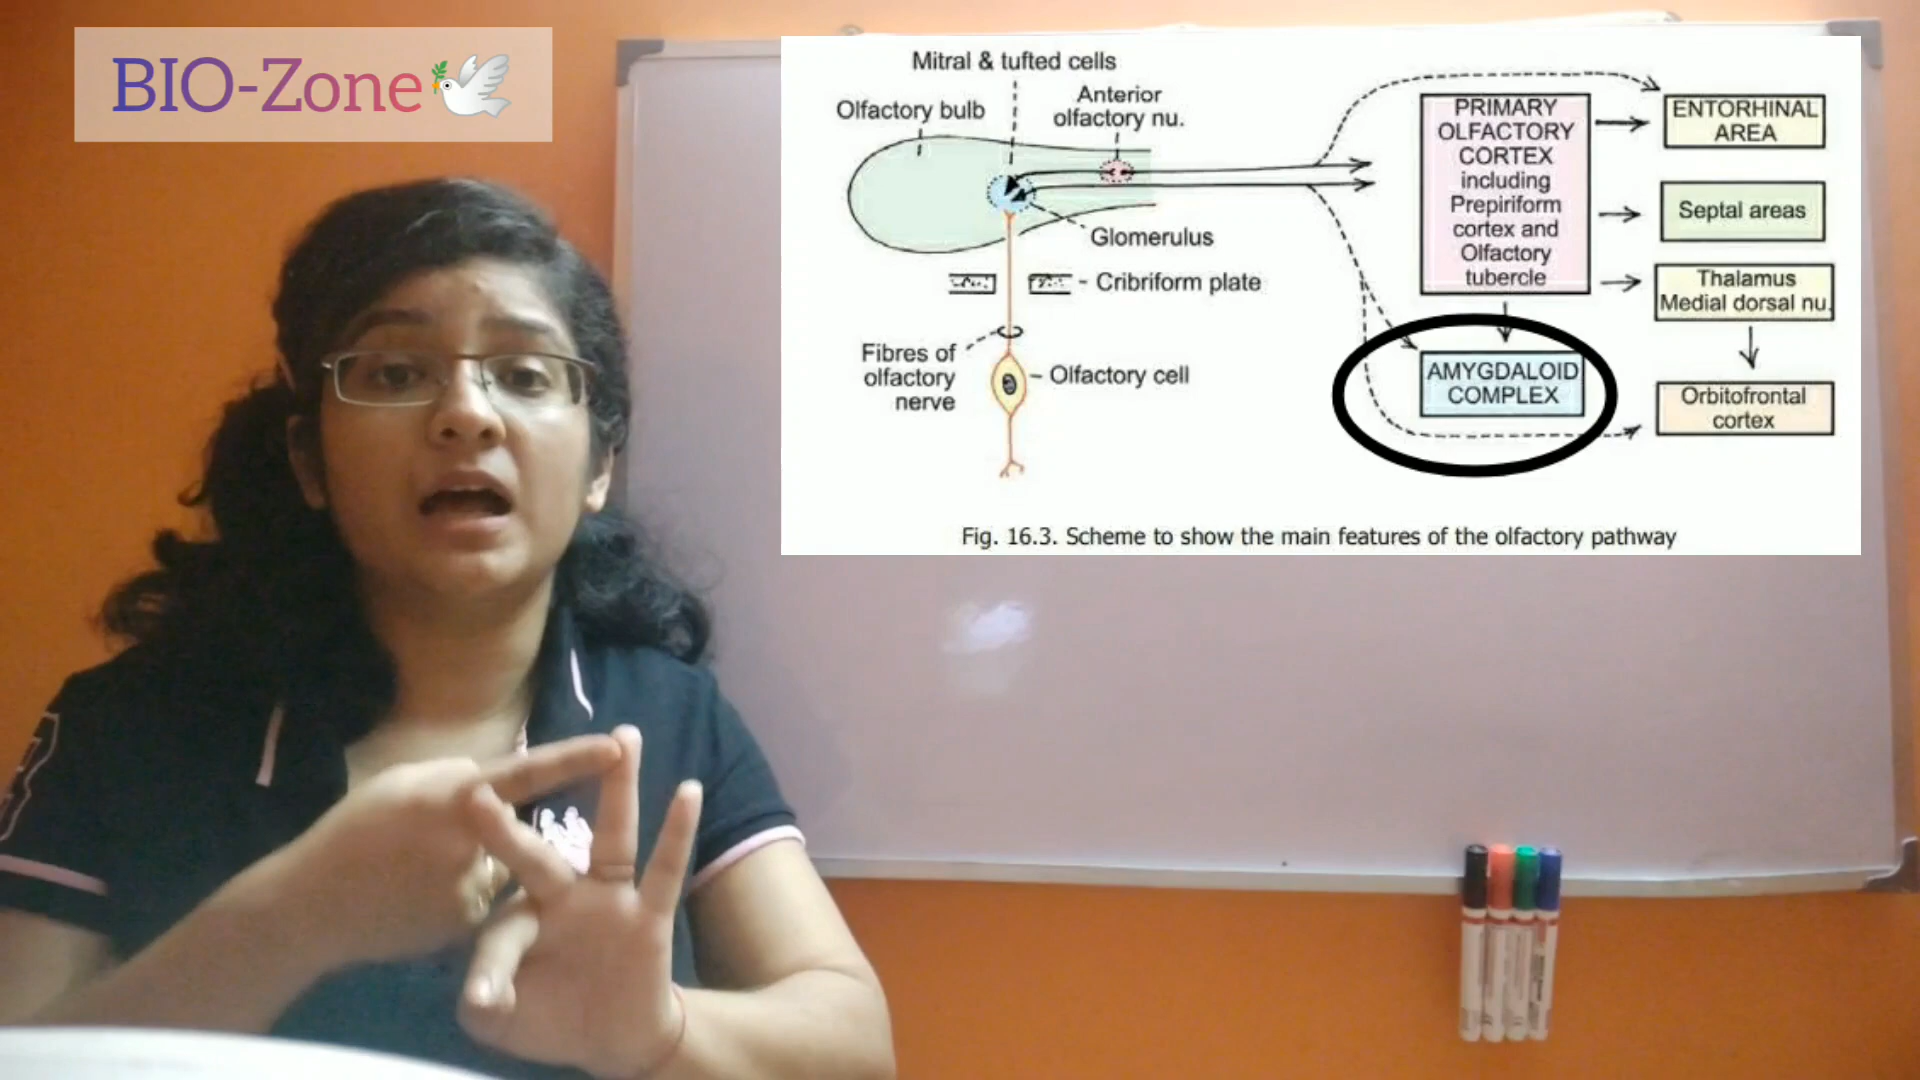 BIO-Zone
Mitral & tufted cells
Olfactory bulb
Anterior
olfactory nu.
Glomerulus
Cribriform plate
Fibres of
olfactory
nerve
Olfactory cell
PRIMARY
OLFACTORY
CORTEX
including
Prepiriform
cortex and
Olfactory
tubercle
AMYGDALOID
COMPLEX
ENTORHINAL
AREA
Septal areas
Thalamus
Medial dorsal nu.
Orbitofrontal
cortex
Fig. 16.3. Scheme to show the main features of the olfactory pathway